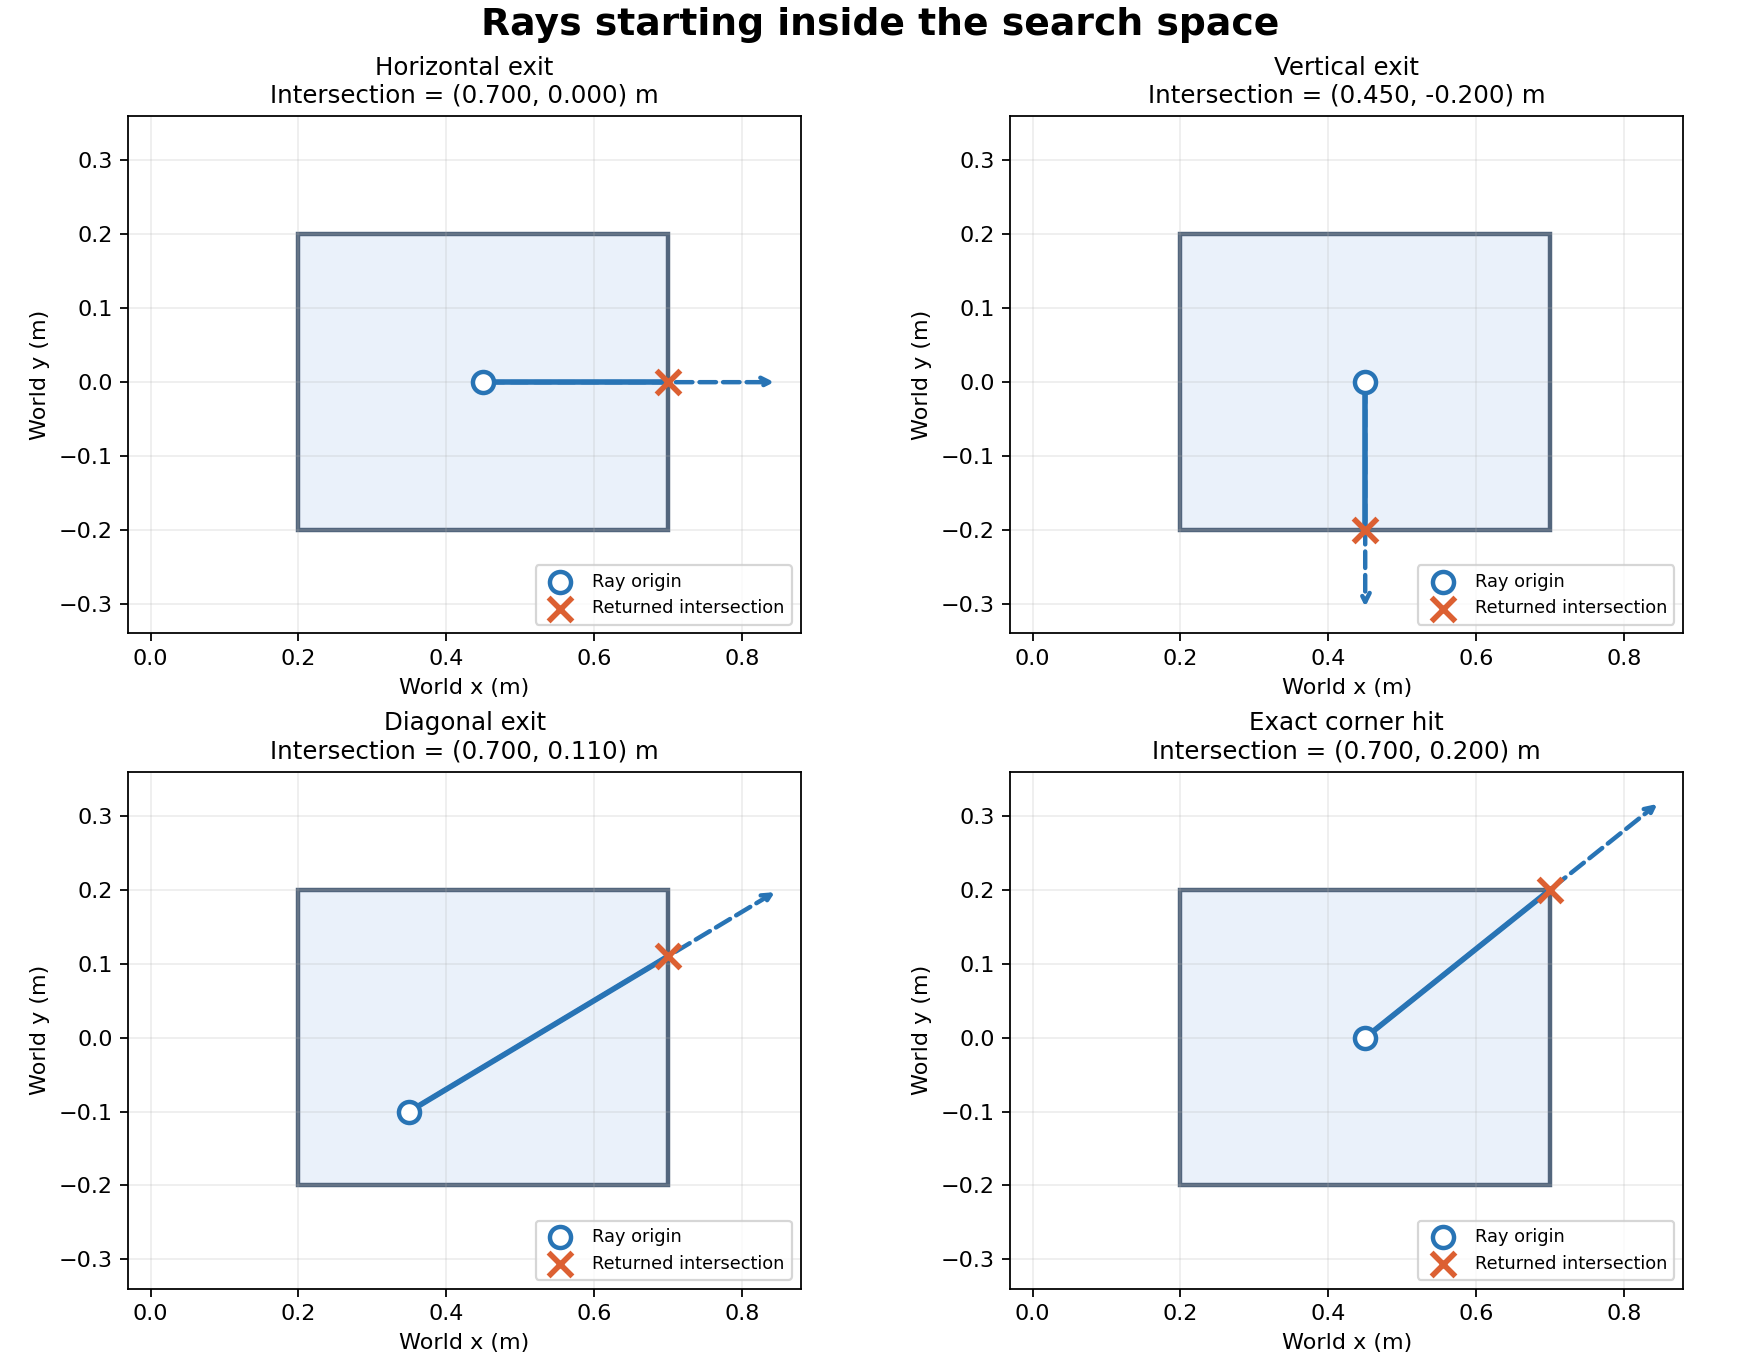 Rays starting inside the search space
Horizontal exit
Intersection = (0.700, 0.000) m
0.3
0.2
0.1
0.0
−0.1
−0.2
−0.3
World y (m)
Ray origin
Returned intersection
0.0 0.2 0.4 0.6 0.8
World x (m)
Vertical exit
Intersection = (0.450, -0.200) m
0.3
0.2
0.1
0.0
−0.1
−0.2
−0.3
World y (m)
Ray origin
Returned intersection
0.0 0.2 0.4 0.6 0.8
World x (m)
Diagonal exit
Intersection = (0.700, 0.110) m
0.3
0.2
0.1
0.0
−0.1
−0.2
−0.3
World y (m)
Ray origin
Returned intersection
0.0 0.2 0.4 0.6 0.8
World x (m)
Exact corner hit
Intersection = (0.700, 0.200) m
0.3
0.2
0.1
0.0
−0.1
−0.2
−0.3
World y (m)
Ray origin
Returned intersection
0.0 0.2 0.4 0.6 0.8
World x (m)